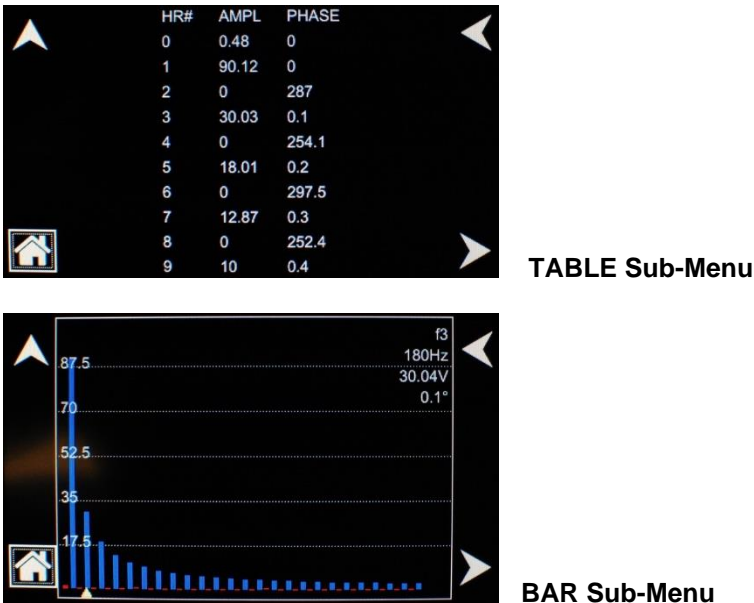 HR# AMPL PHASE
0 0.48 0
1 90.12 0
2 0 287
3 30.03 0.1
4 0 254.1
5 18.01 0.2
6 0 297.5
7 12.87 0.3
8 0 252.4
9 10 0.4
TABLE Sub-Menu
f3
87.5 180Hz
30.04V
0.1°
70
52.5
35
17.5
BAR Sub-Menu